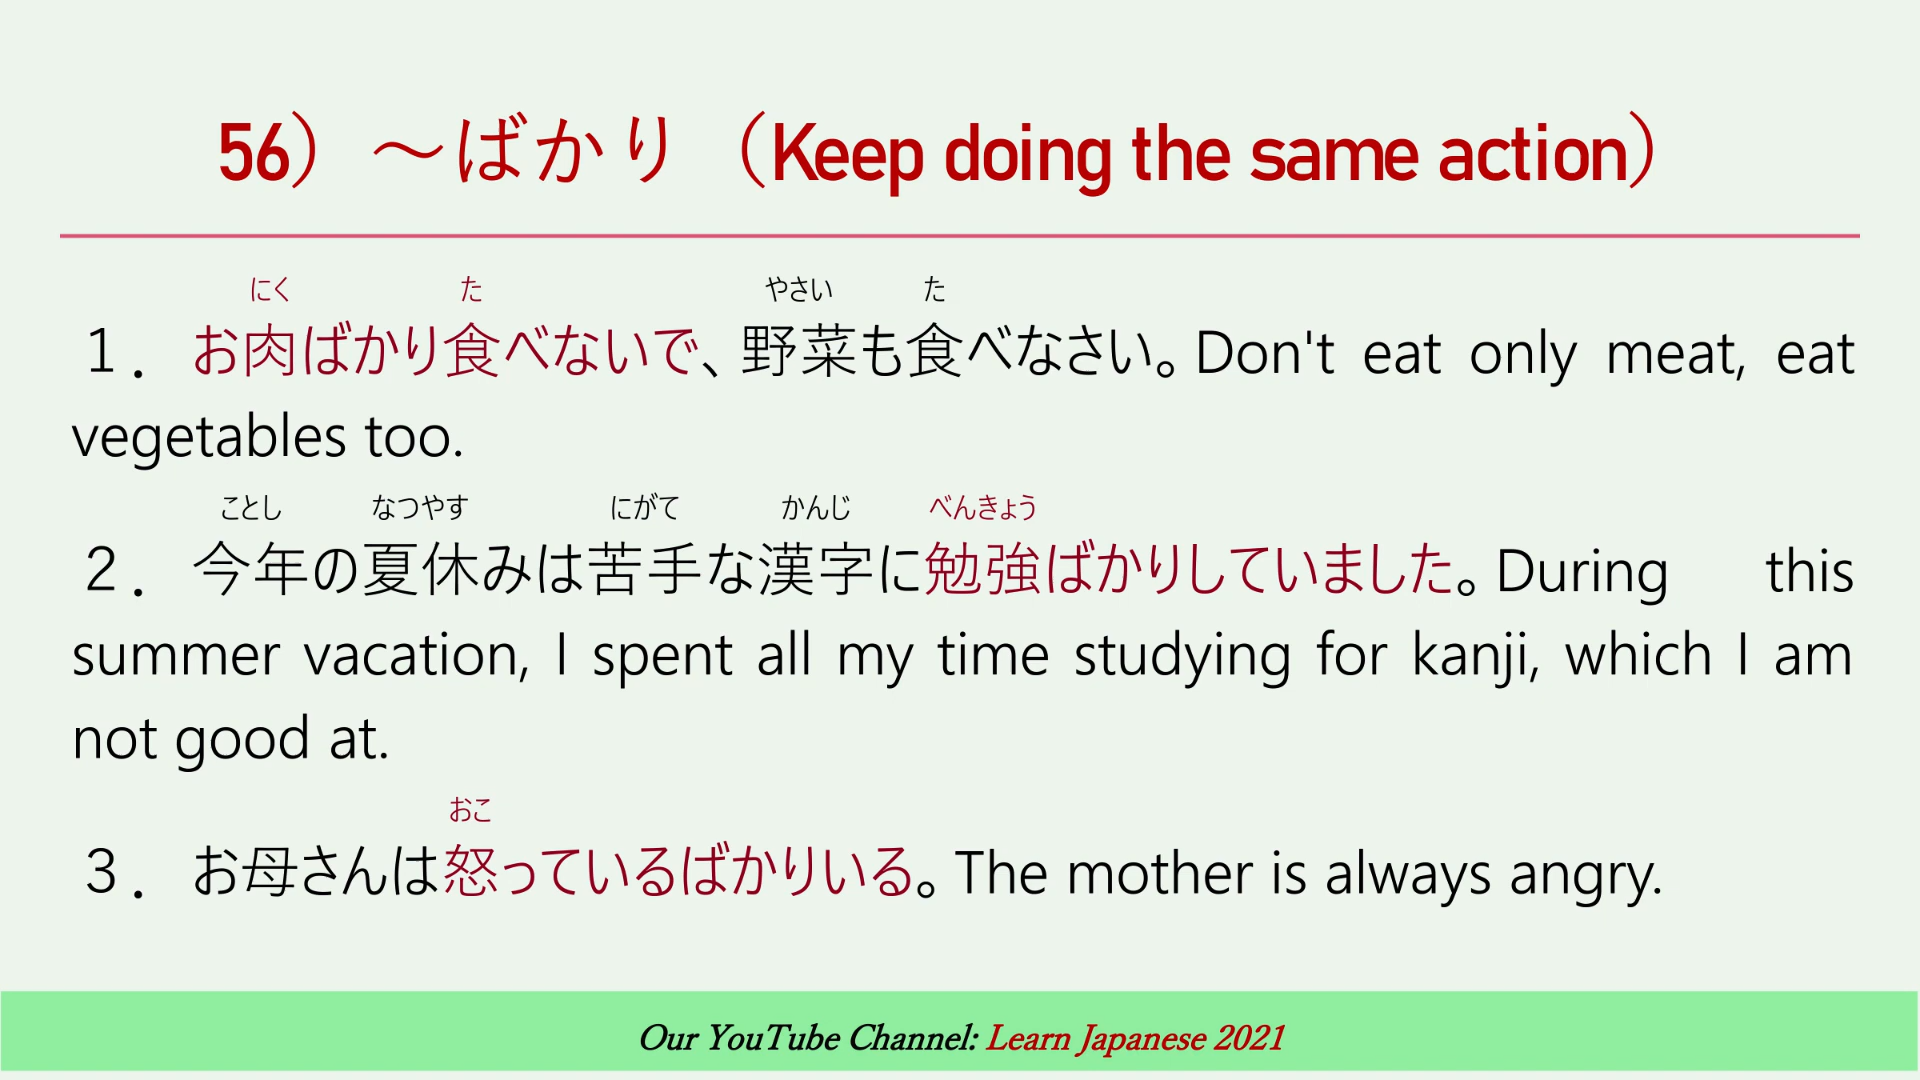 56）～ばかり（Keep doing the same action）
にく た やさい た
１．お肉ばかり食べないで、野菜も食べなさい。Don't eat only meat, eat
vegetables too.
ことし なつやす にがて かんじ べんきょう
２．今年の夏休みは苦手な漢字に勉強ばかりしていました。During this
summer vacation, I spent all my time studying for kanji, which I am
not good at.
おこ
３．お母さんは怒っているばかりいる。The mother is always angry.
Our YouTube Channel: Learn Japanese 2021